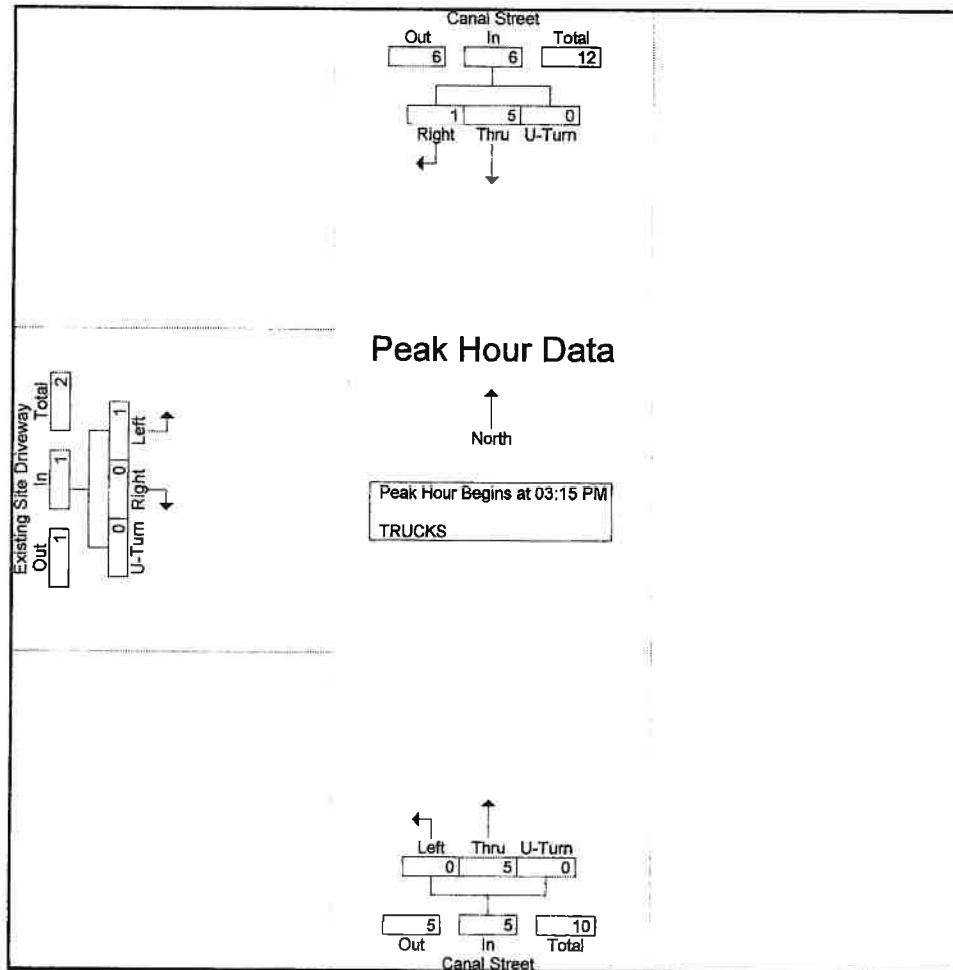 Canal Street
Out In Total
6 6 12
1 5 0
Right Thru U-Turn
Peak Hour Data
North
Peak Hour Begins at 03:15 PM
TRUCKS
Existing Site Driveway
Out In Total
1 1 2
0 0 1
U-Turn Right Left
Left Thru U-Turn
0 5 0
5 5 10
Out In Total
Canal Street